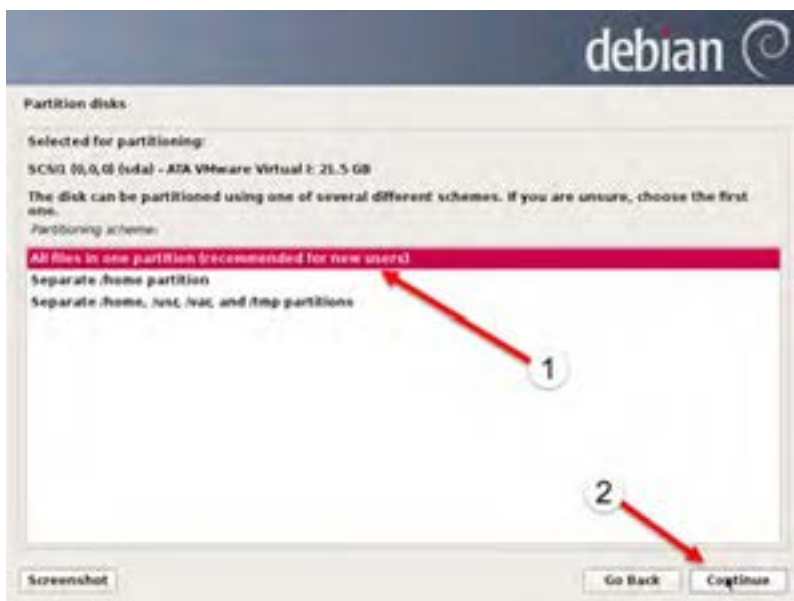 debian
Partition disks
Selected for partitioning:
SCSI1 (0,0,0) (sda) - ATA VMware Virtual I: 21.5 GB
The disk can be partitioned using one of several different schemes. If you are unsure, choose the first
one.
Partitioning scheme:
All files in one partition (recommended for new users)
Separate /home partition
Separate /home, /usr, /var, and /tmp partitions
1
2
Screenshot
Go Back
Continue